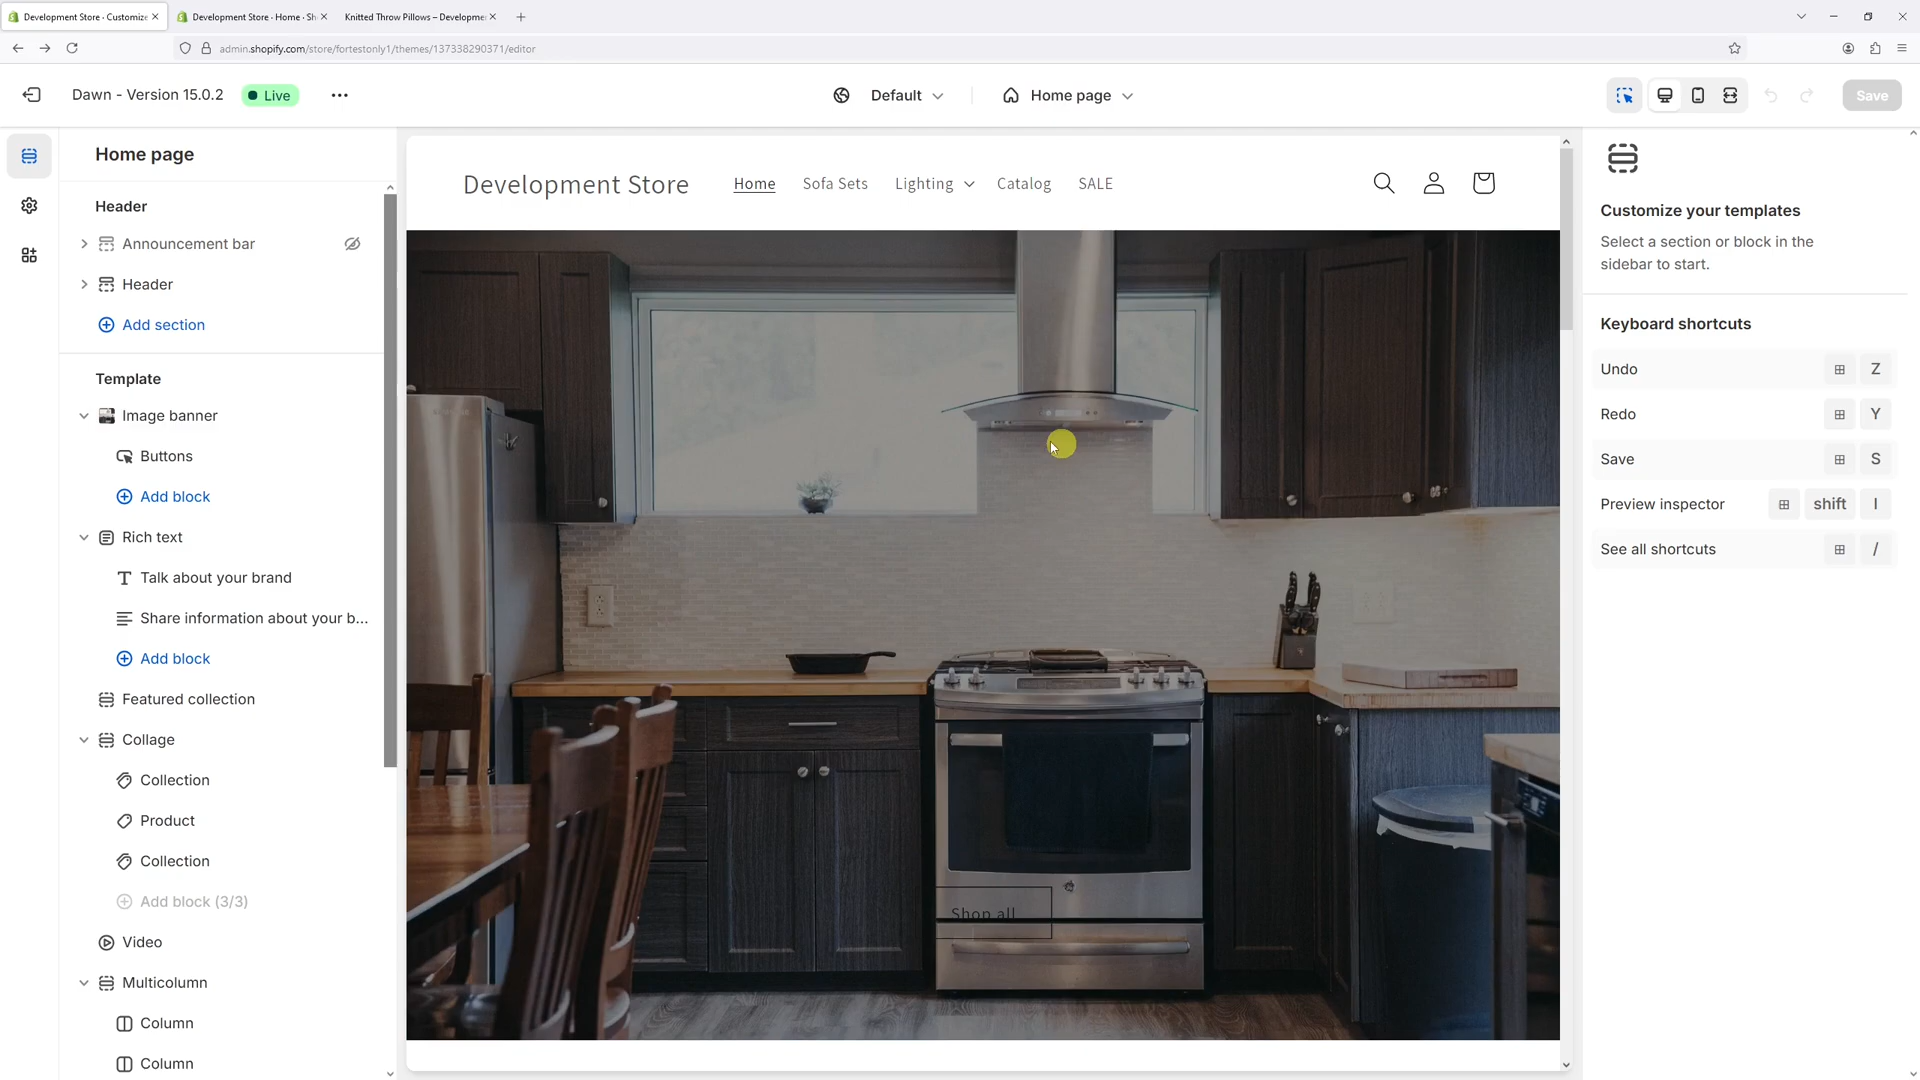 Development Store · Customize
Development Store · Home · Sh
Knitted Throw Pillows – Developme
admin.shopify.com/store/fortestonly1/themes/137338290371/editor
Dawn - Version 15.0.2
Live
Default
Home page
Save
Home page
Header
Announcement bar
Header
Add section
Template
Image banner
Buttons
Add block
Rich text
Talk about your brand
Share information about your b...
Add block
Featured collection
Collage
Collection
Product
Collection
Add block (3/3)
Video
Multicolumn
Column
Column
Development Store
Home
Sofa Sets
Lighting
Catalog
SALE
Shop all
Customize your templates
Select a section or block in the
sidebar to start.
Keyboard shortcuts
Undo Z
Redo Y
Save S
Preview inspector shift I
See all shortcuts /